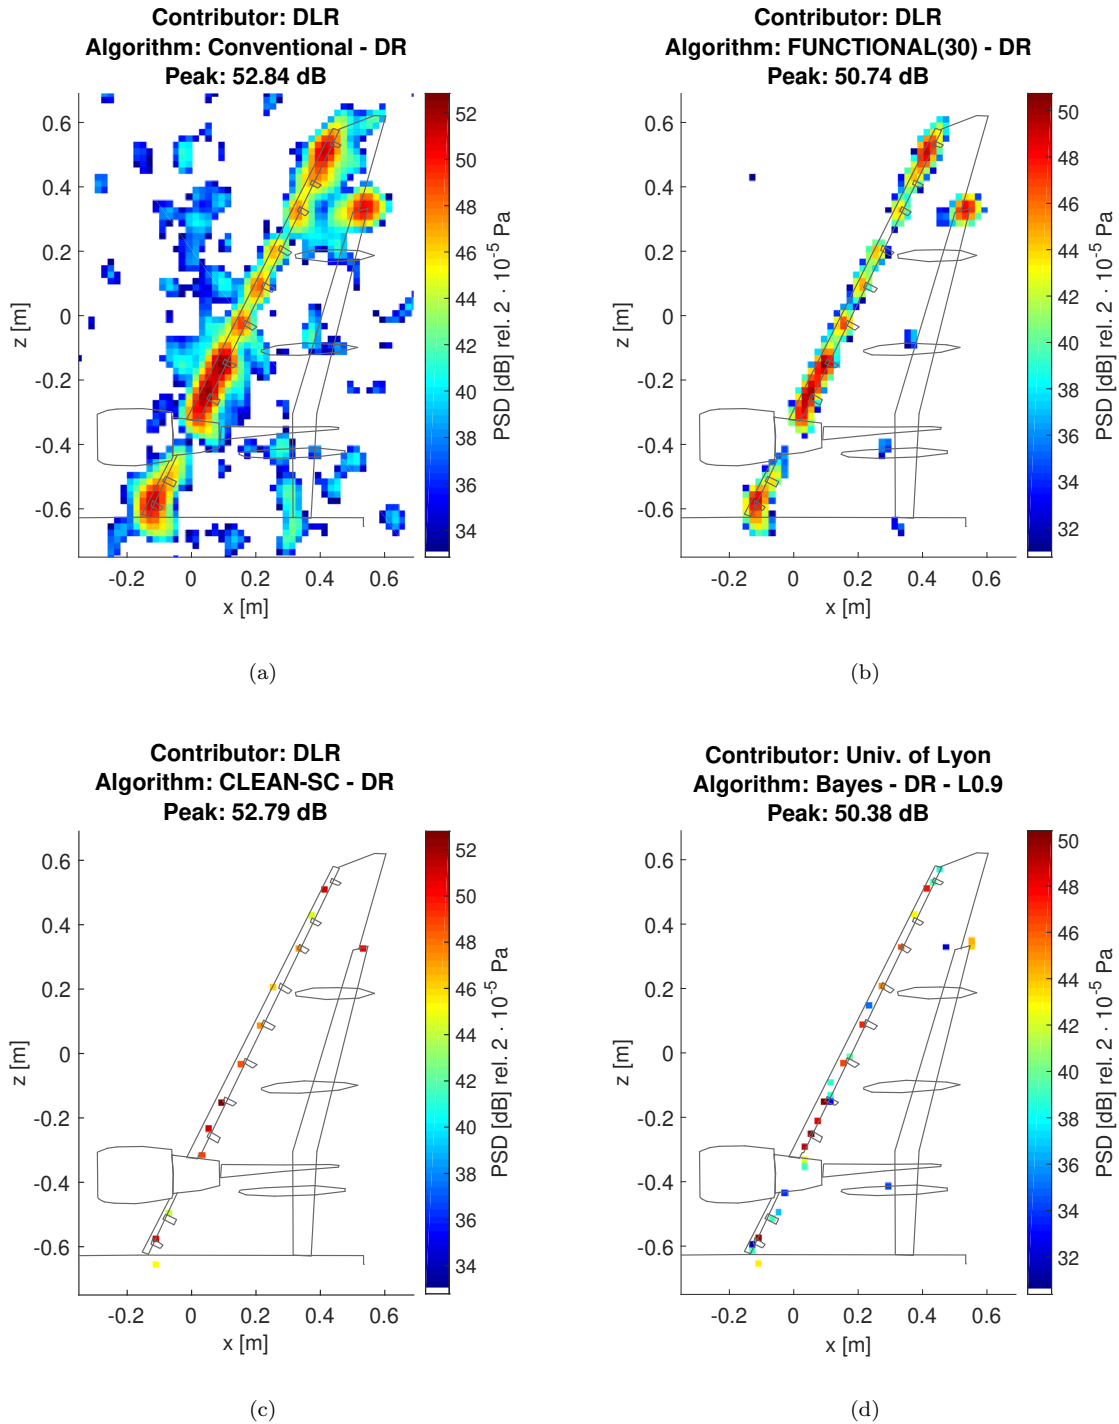 Contributor: DLR
Algorithm: Conventional - DR
Peak: 52.84 dB
0.6
0.4
0.2
0
-0.2
-0.4
-0.6
z [m]
-0.2 0 0.2 0.4 0.6
x [m]
52
50
48
46
44
42
40
38
36
34
PSD [dB] rel. 2 · 10^-5 Pa
(a)
Contributor: DLR
Algorithm: FUNCTIONAL(30) - DR
Peak: 50.74 dB
0.6
0.4
0.2
0
-0.2
-0.4
-0.6
z [m]
-0.2 0 0.2 0.4 0.6
x [m]
50
48
46
44
42
40
38
36
34
32
PSD [dB] rel. 2 · 10^-5 Pa
(b)
Contributor: DLR
Algorithm: CLEAN-SC - DR
Peak: 52.79 dB
0.6
0.4
0.2
0
-0.2
-0.4
-0.6
z [m]
-0.2 0 0.2 0.4 0.6
x [m]
52
50
48
46
44
42
40
38
36
34
PSD [dB] rel. 2 · 10^-5 Pa
(c)
Contributor: Univ. of Lyon
Algorithm: Bayes - DR - L0.9
Peak: 50.38 dB
0.6
0.4
0.2
0
-0.2
-0.4
-0.6
z [m]
-0.2 0 0.2 0.4 0.6
x [m]
50
48
46
44
42
40
38
36
34
32
PSD [dB] rel. 2 · 10^-5 Pa
(d)